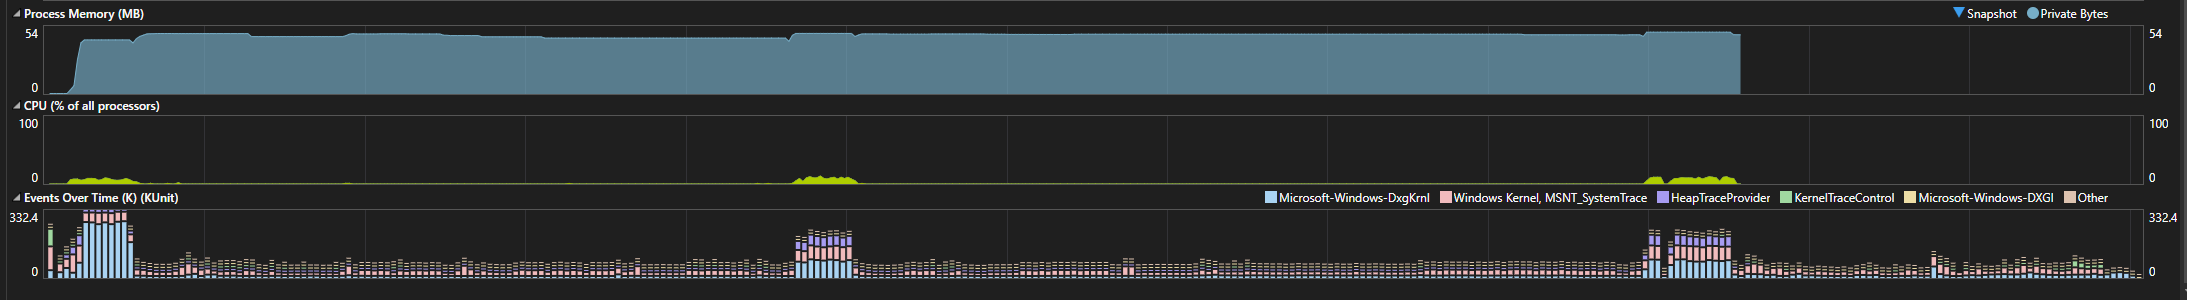 Process Memory (MB)
Snapshot Private Bytes
54 54
0 0
CPU (% of all processors)
100 100
0 0
Events Over Time (K) (KUnit)
Microsoft-Windows-DxgKrnl Windows Kernel, MSNT_SystemTrace HeapTraceProvider KernelTraceControl Microsoft-Windows-DXGI Other
332.4 332.4
0 0